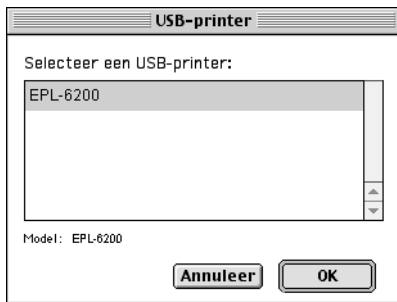 USB-printer
Selecteer een USB-printer:
EPL-6200
Model: EPL-6200
Annuleer OK